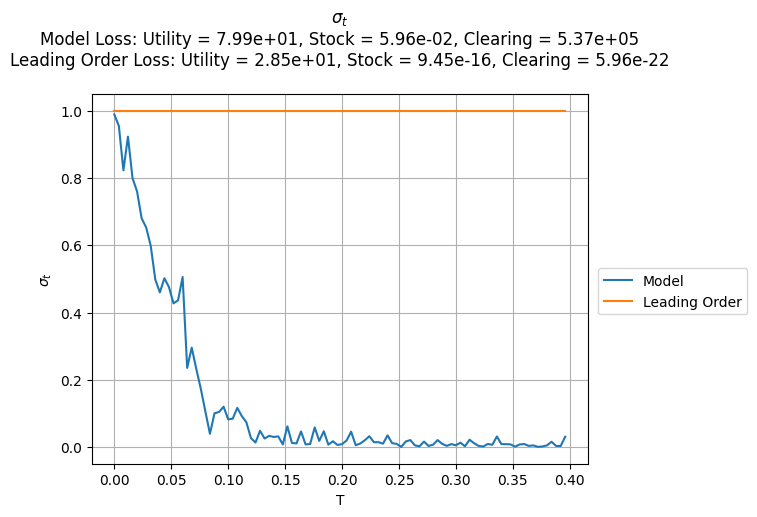 σₜ
Model Loss: Utility = 7.99e+01, Stock = 5.96e-02, Clearing = 5.37e+05
Leading Order Loss: Utility = 2.85e+01, Stock = 9.45e-16, Clearing = 5.96e-22
1.0
0.8
0.6
0.4
0.2
0.0
σₜ
0.00 0.05 0.10 0.15 0.20 0.25 0.30 0.35 0.40
T
Model
Leading Order